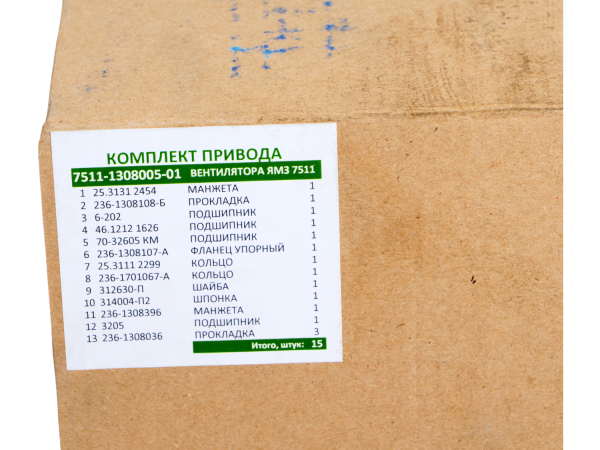 КОМПЛЕКТ ПРИВОДА
7511-1308005-01 ВЕНТИЛЯТОРА ЯМЗ 7511
1 25.3131 2454 МАНЖЕТА 1
2 236-1308108-Б ПРОКЛАДКА 1
3 6-202 ПОДШИПНИК 1
4 46.1212 1626 ПОДШИПНИК 1
5 70-32605 КМ ПОДШИПНИК 1
6 236-1308107-А ФЛАНЕЦ УПОРНЫЙ 1
7 25.3111 2299 КОЛЬЦО 1
8 236-1701067-А КОЛЬЦО 1
9 312630-П ШАЙБА 1
10 314004-П2 ШПОНКА 1
11 236-1308396 МАНЖЕТА 1
12 3205 ПОДШИПНИК 1
13 236-1308036 ПРОКЛАДКА 3
Итого, штук: 15